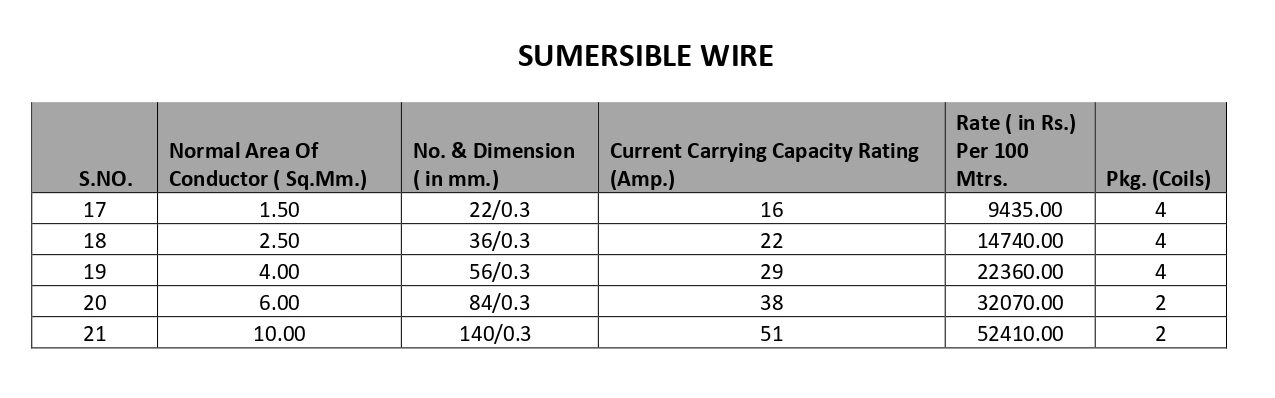 SUMERSIBLE WIRE
S.NO. Normal Area Of Conductor ( Sq.Mm.) No. & Dimension ( in mm.) Current Carrying Capacity Rating (Amp.) Rate ( in Rs.) Per 100 Mtrs. Pkg. (Coils)
17 1.50 22/0.3 16 9435.00 4
18 2.50 36/0.3 22 14740.00 4
19 4.00 56/0.3 29 22360.00 4
20 6.00 84/0.3 38 32070.00 2
21 10.00 140/0.3 51 52410.00 2